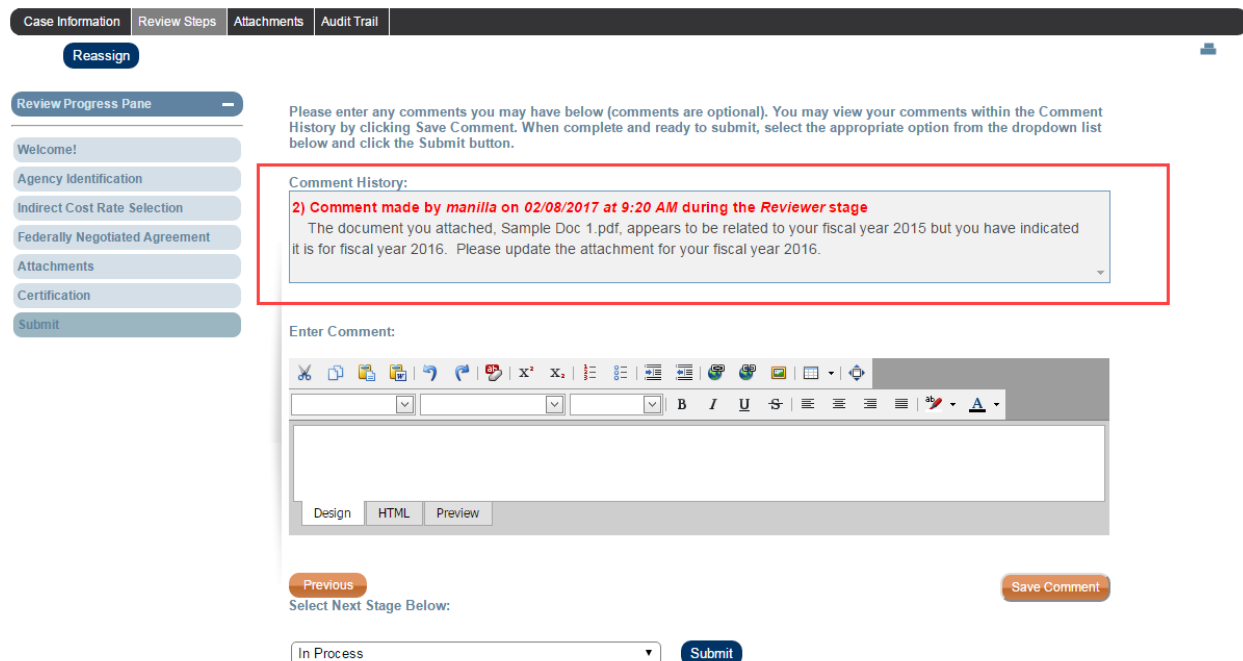 Case Information Review Steps Attachments Audit Trail
Reassign
Review Progress Pane
Welcome!
Agency Identification
Indirect Cost Rate Selection
Federally Negotiated Agreement
Attachments
Certification
Submit
Please enter any comments you may have below (comments are optional). You may view your comments within the Comment
History by clicking Save Comment. When complete and ready to submit, select the appropriate option from the dropdown list
below and click the Submit button.
Comment History:
2) Comment made by manilla on 02/08/2017 at 9:20 AM during the Reviewer stage
The document you attached, Sample Doc 1.pdf, appears to be related to your fiscal year 2015 but you have indicated
it is for fiscal year 2016. Please update the attachment for your fiscal year 2016.
Enter Comment:
X² X₂
B I U S ab A
Design HTML Preview
Previous
Save Comment
Select Next Stage Below:
In Process
Submit